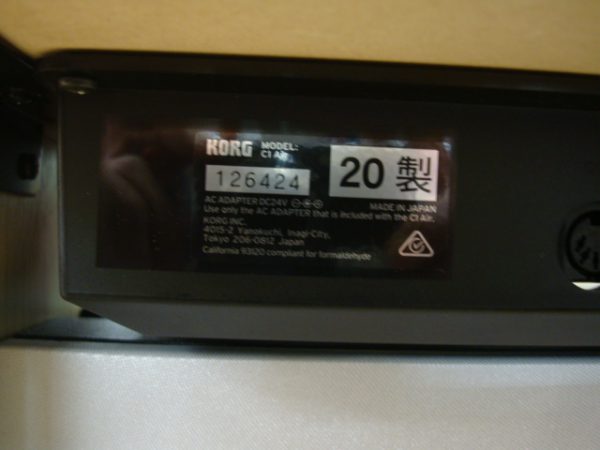 KORG MODEL:
C1 Air
126424
20 製
AC ADAPTER DC24V
MADE IN JAPAN
Use only the AC ADAPTER that is included with the C1 Air.
KORG INC.
4015-2 Yanokuchi, Inagi-City,
Tokyo 206-0812 Japan
California 93120 compliant for formaldehyde